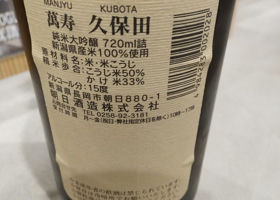 MANJYU KUBOTA
萬寿 久保田
純米大吟醸 720ml詰
新潟県産米100%使用
原料米・米こうじ
精米歩合 こうじ米50%
かけ米33%
アルコール分:15度
新潟県長岡市朝日880-1
朝日酒造株式会社
TEL 0258-92-3181